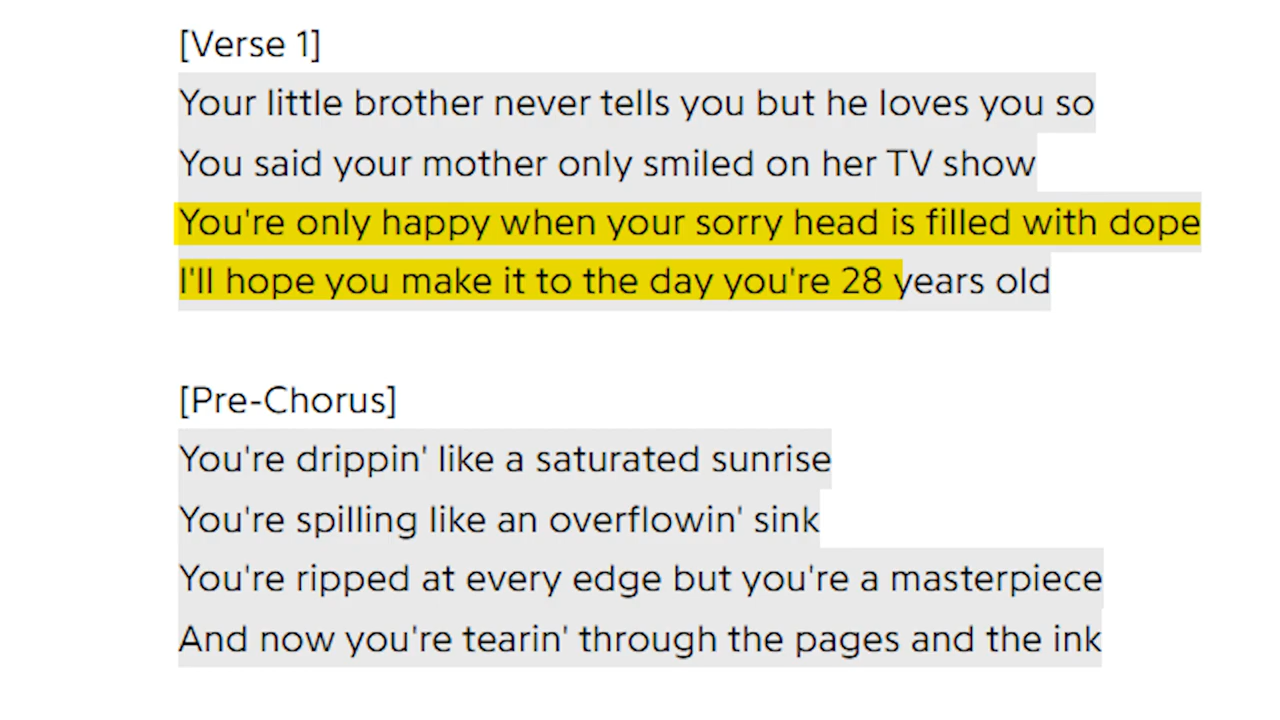 [Verse 1]
Your little brother never tells you but he loves you so
You said your mother only smiled on her TV show
You're only happy when your sorry head is filled with dope
I'll hope you make it to the day you're 28 years old
[Pre-Chorus]
You're drippin' like a saturated sunrise
You're spilling like an overflowin' sink
You're ripped at every edge but you're a masterpiece
And now you're tearin' through the pages and the ink